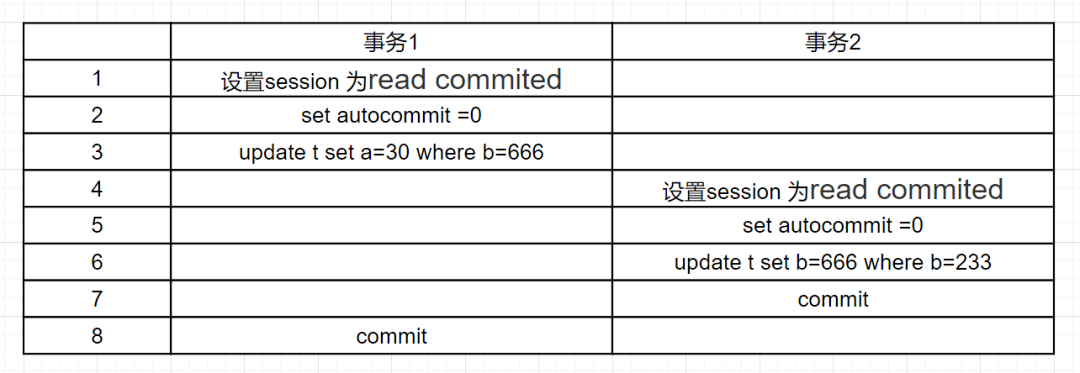 事务1 事务2
1 设置session 为read commited
2 set autocommit =0
3 update t set a=30 where b=666
4 设置session 为read commited
5 set autocommit =0
6 update t set b=666 where b=233
7 commit
8 commit